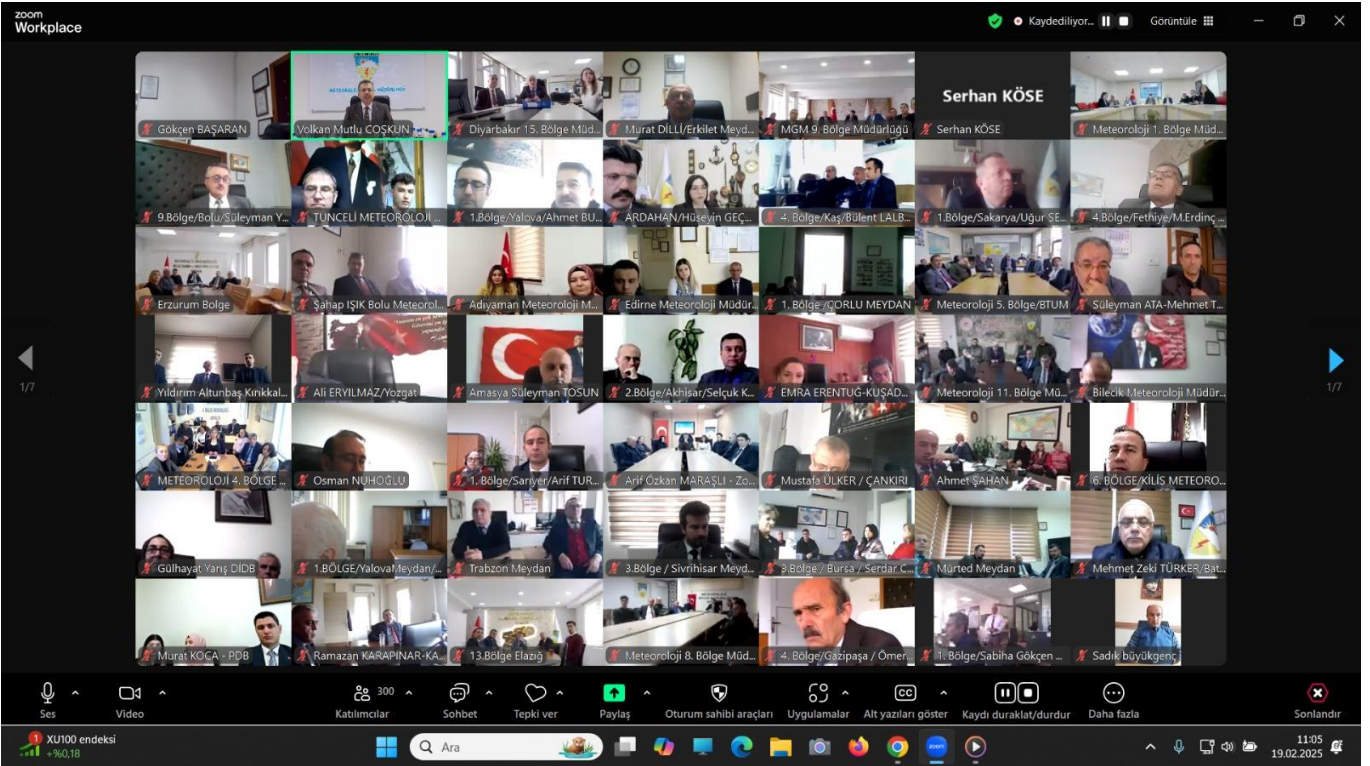 zoom
Workplace
Kaydediliyor...
Görüntüle
Gökçen BAŞARAN
Volkan Mutlu COŞKUN
Diyarbakır 15. Bölge Müd...
Murat DİLLİ/Erkilet Meyd...
MGM 9. Bölge Müdürlüğü
Serhan KÖSE
Serhan KÖSE
Meteoroloji 1. Bölge Müd...
9.Bölge/Bolu/Süleyman Y...
TUNCELİ METEOROLOJİ ...
1.Bölge/Yalova/Ahmet BU...
ARDAHAN/Hüseyin GEÇ...
4. Bölge/Kaş/Bülent LALB...
1.Bölge/Sakarya/Uğur SE...
4.Bölge/Fethiye/M.Erdinç ...
Erzurum Bolge
Şahap IŞIK Bolu Meteorol...
Adıyaman Meteoroloji M...
Edirne Meteoroloji Müdür...
1. Bölge /ÇORLU MEYDAN
Meteoroloji 5. Bölge/BTUM
Süleyman ATA-Mehmet T...
Yıldırım Altunbaş Kırıkkal...
Ali ERYILMAZ/Yozgat
Amasya Süleyman TOSUN
2.Bölge/Akhisar/Selçuk K...
EMRA ERENTUĞ-KUŞAD...
Meteoroloji 11. Bölge Mü...
Bilecik Meteoroloji Müdür...
1/7
1/7
METEOROLOJİ 4. BÖLGE ...
Osman NUHOĞLU
1. Bölge/Sarıyer/Arif TUR...
Arif Özkan MARAŞLI - Zo...
Mustafa ÜLKER / ÇANKIRI
Ahmet ŞAHAN
6. BÖLGE/KİLİS METEORO...
Gülhayat Yarış DİDB
1.BÖLGE/YalovaMeydan/...
Trabzon Meydan
3.Bölge / Sivrihisar Meyd...
3.Bölge / Bursa / Serdar C...
Mürted Meydan
Mehmet Zeki TÜRKER/Bat...
Murat KOCA - PDB
Ramazan KARAPINAR-KA...
13.Bölge Elazığ
Meteoroloji 8. Bölge Müd...
4. Bölge/Gazipaşa / Ömer...
1. Bölge/Sabiha Gökçen ...
Sadık büyükgenç
300
Ses
Video
Katılımcılar
Sohbet
Tepki ver
Paylaş
Oturum sahibi araçları
Uygulamalar
Alt yazıları göster
Kaydı duraklat/durdur
Daha fazla
Sonlandır
1
XU100 endeksi
+%0,18
Ara
zoom
11:05
19.02.2025